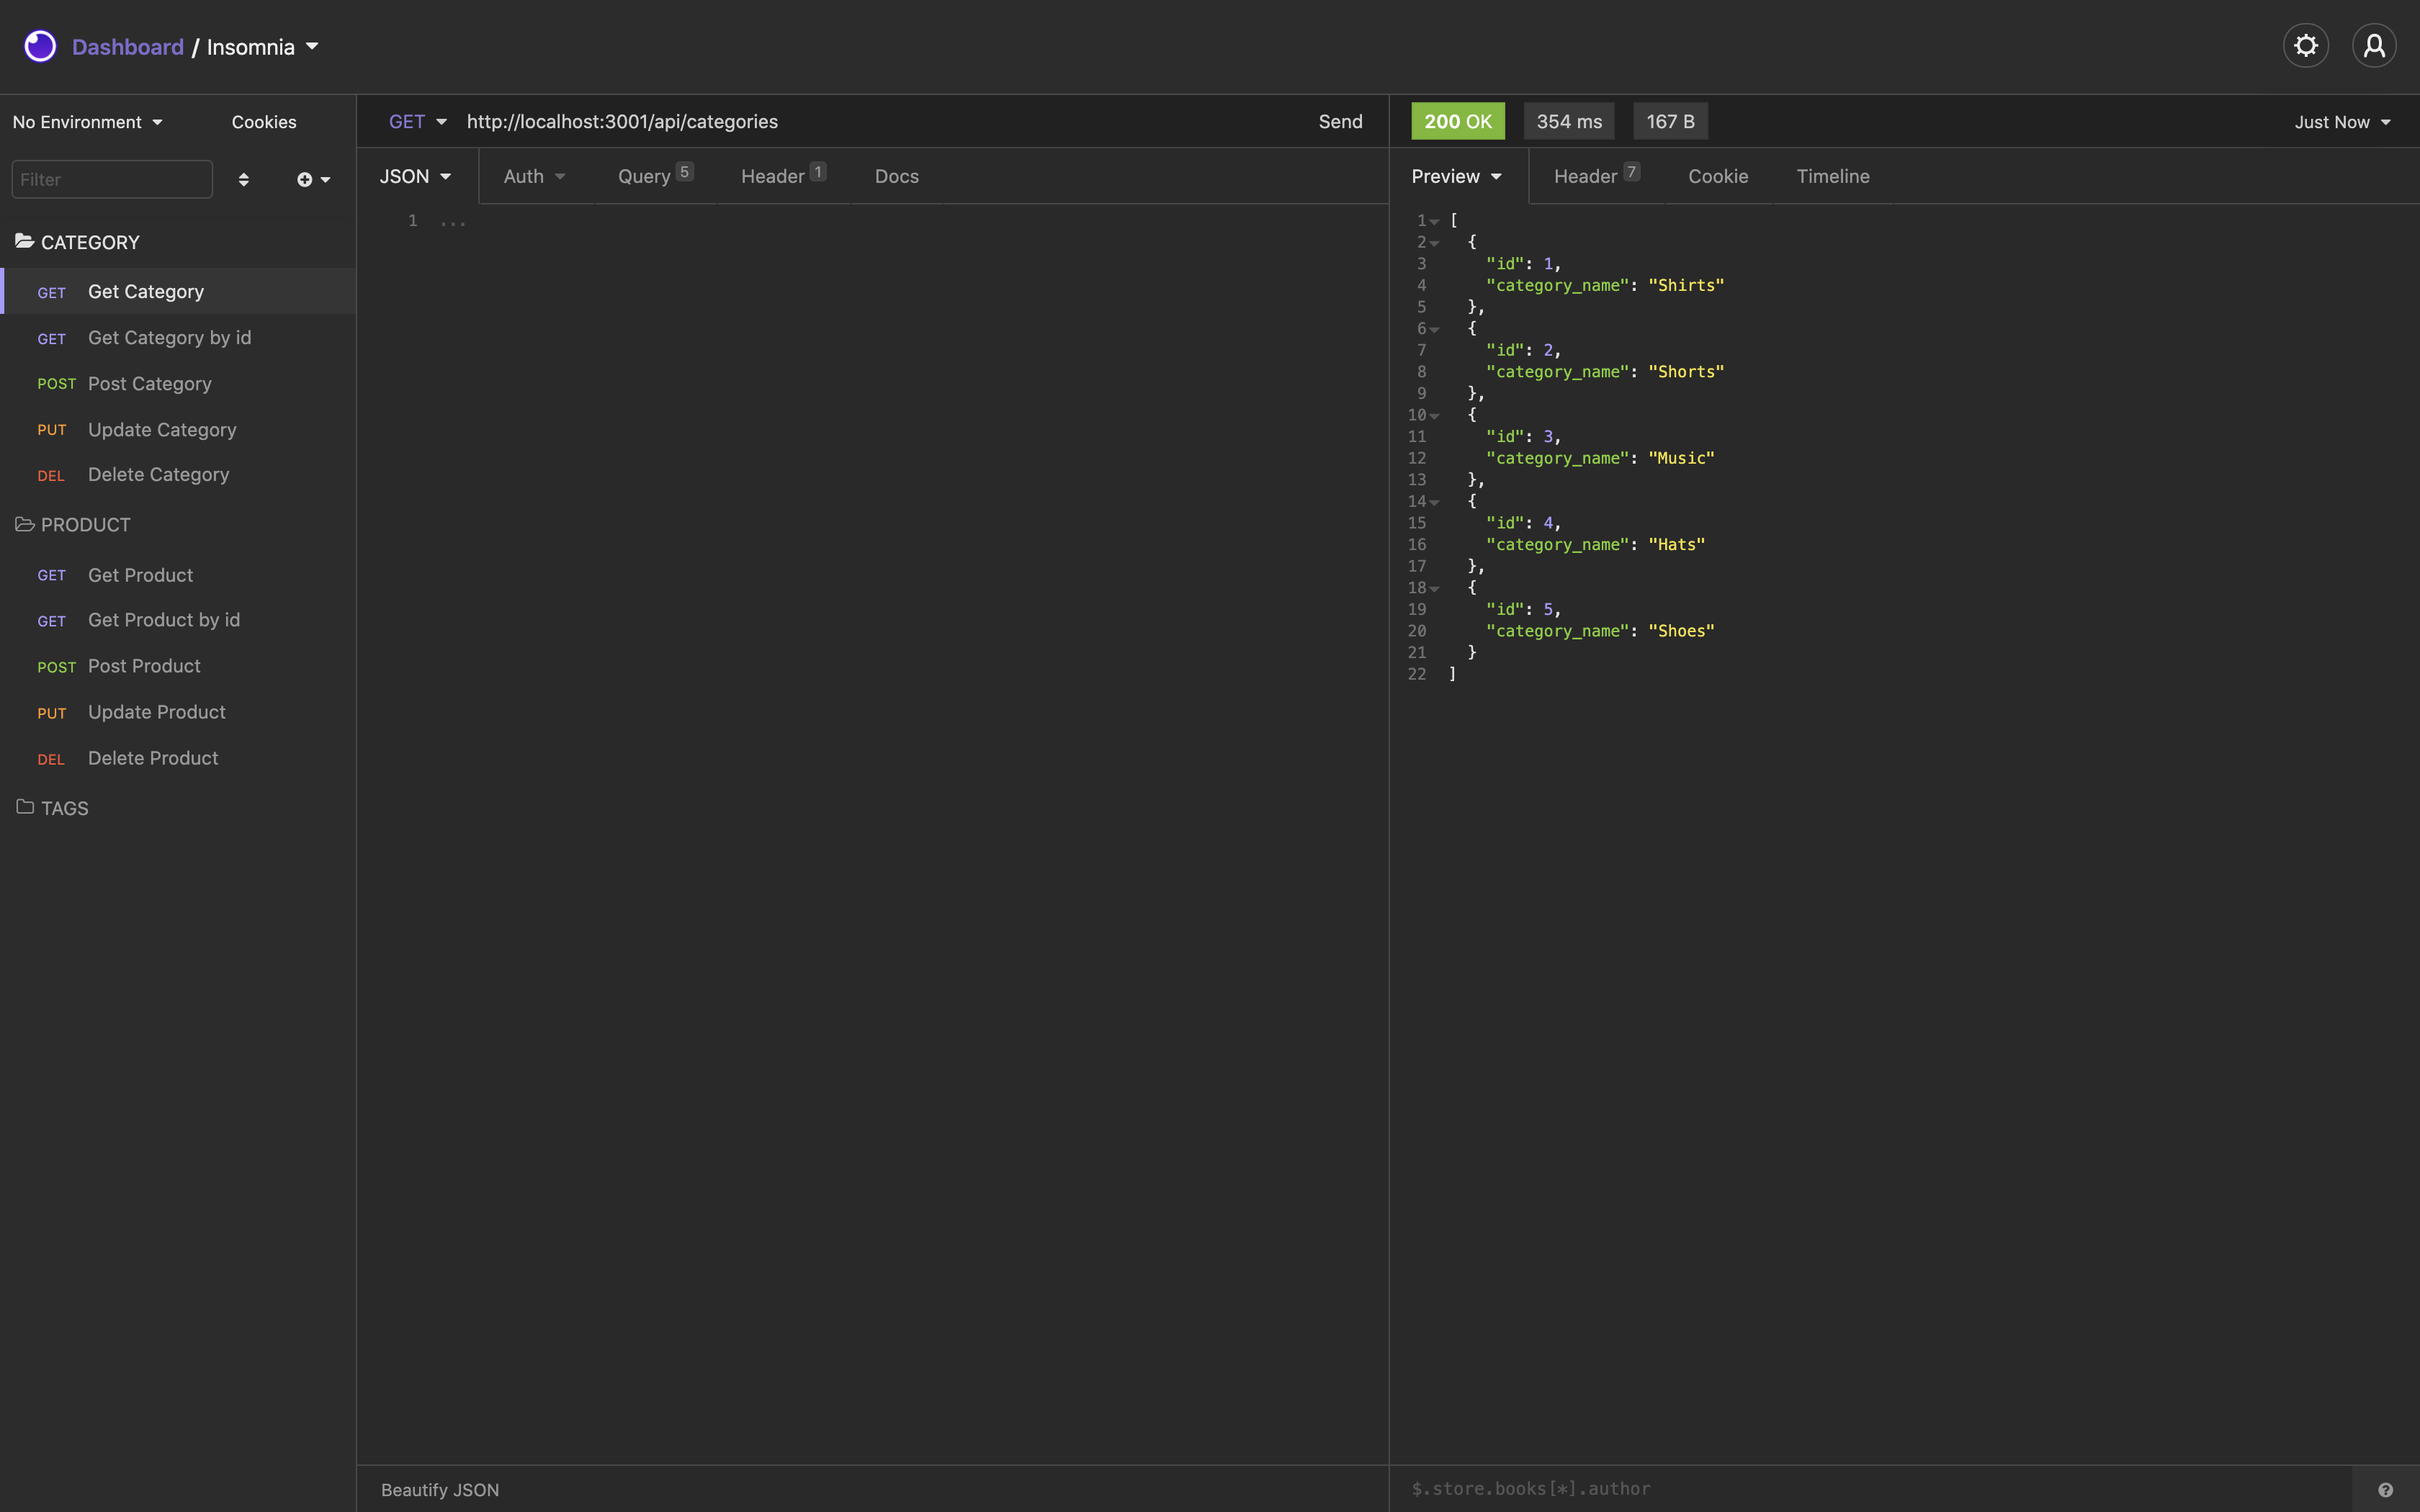 Dashboard / Insomnia
No Environment
Cookies
Filter
CATEGORY
GET Get Category
GET Get Category by id
POST Post Category
PUT Update Category
DEL Delete Category
PRODUCT
GET Get Product
GET Get Product by id
POST Post Product
PUT Update Product
DEL Delete Product
TAGS
GET http://localhost:3001/api/categories Send
JSON Auth Query 5 Header 1 Docs
1 ...
Beautify JSON
200 OK 354 ms 167 B Just Now
Preview Header 7 Cookie Timeline
1 [
2 {
3 "id": 1,
4 "category_name": "Shirts"
5 },
6 {
7 "id": 2,
8 "category_name": "Shorts"
9 },
10 {
11 "id": 3,
12 "category_name": "Music"
13 },
14 {
15 "id": 4,
16 "category_name": "Hats"
17 },
18 {
19 "id": 5,
20 "category_name": "Shoes"
21 }
22 ]
$.store.books[*].author